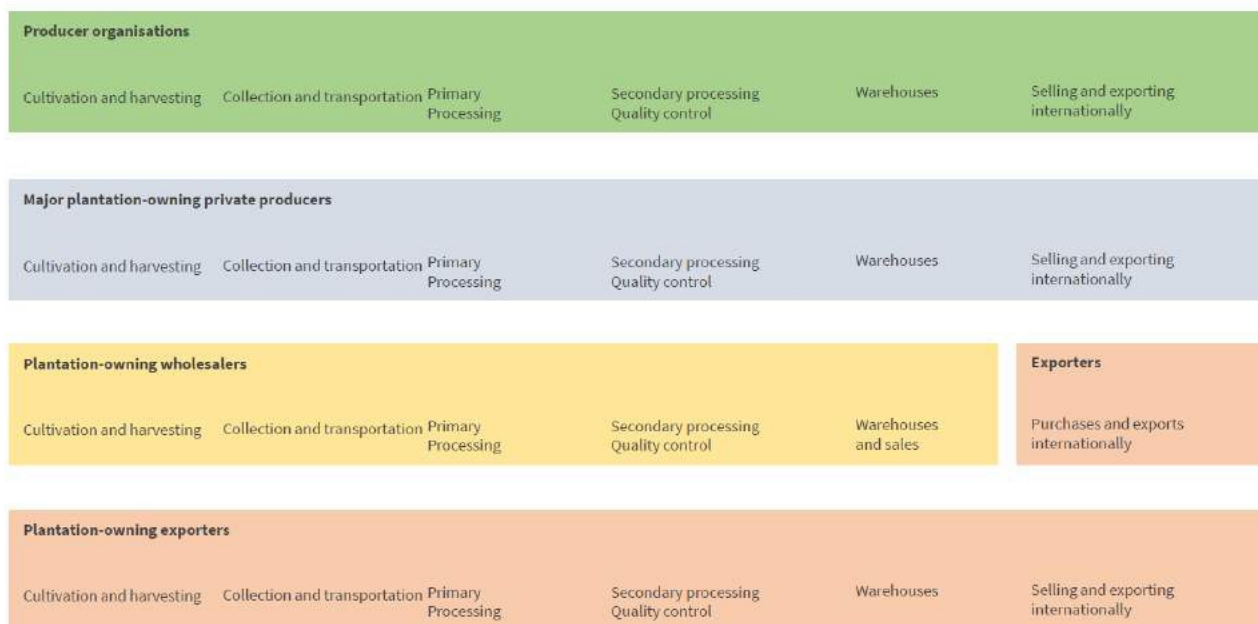 Producer organisations
Cultivation and harvesting
Collection and transportation
Primary
Processing
Secondary processing
Quality control
Warehouses
Selling and exporting
internationally
Major plantation-owning private producers
Cultivation and harvesting
Collection and transportation
Primary
Processing
Secondary processing
Quality control
Warehouses
Selling and exporting
internationally
Plantation-owning wholesalers
Cultivation and harvesting
Collection and transportation
Primary
Processing
Secondary processing
Quality control
Warehouses
and sales
Exporters
Purchases and exports
internationally
Plantation-owning exporters
Cultivation and harvesting
Collection and transportation
Primary
Processing
Secondary processing
Quality control
Warehouses
Selling and exporting
internationally